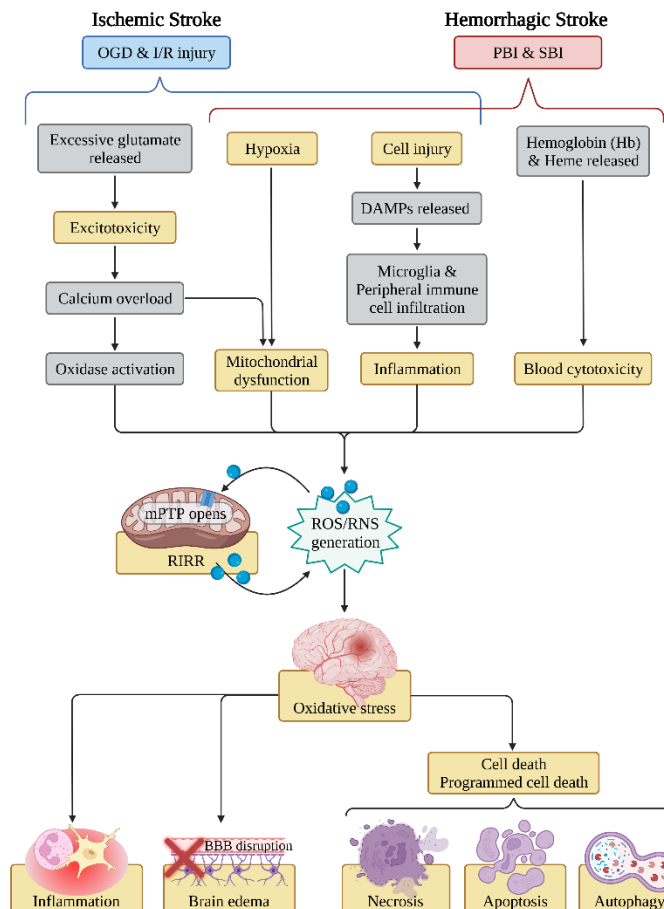 Ischemic Stroke
Hemorrhagic Stroke
OGD & I/R injury
PBI & SBI
Excessive glutamate
released
Hypoxia
Cell injury
Hemoglobin (Hb)
& Heme released
Excitotoxicity
DAMPs released
Calcium overload
Microglia &
Peripheral immune
cell infiltration
Oxidase activation
Mitochondrial
dysfunction
Inflammation
Blood cytotoxicity
mPTP opens
RIRR
ROS/RNS
generation
Oxidative stress
Cell death
Programmed cell death
BBB disruption
Inflammation
Brain edema
Necrosis
Apoptosis
Autophagy